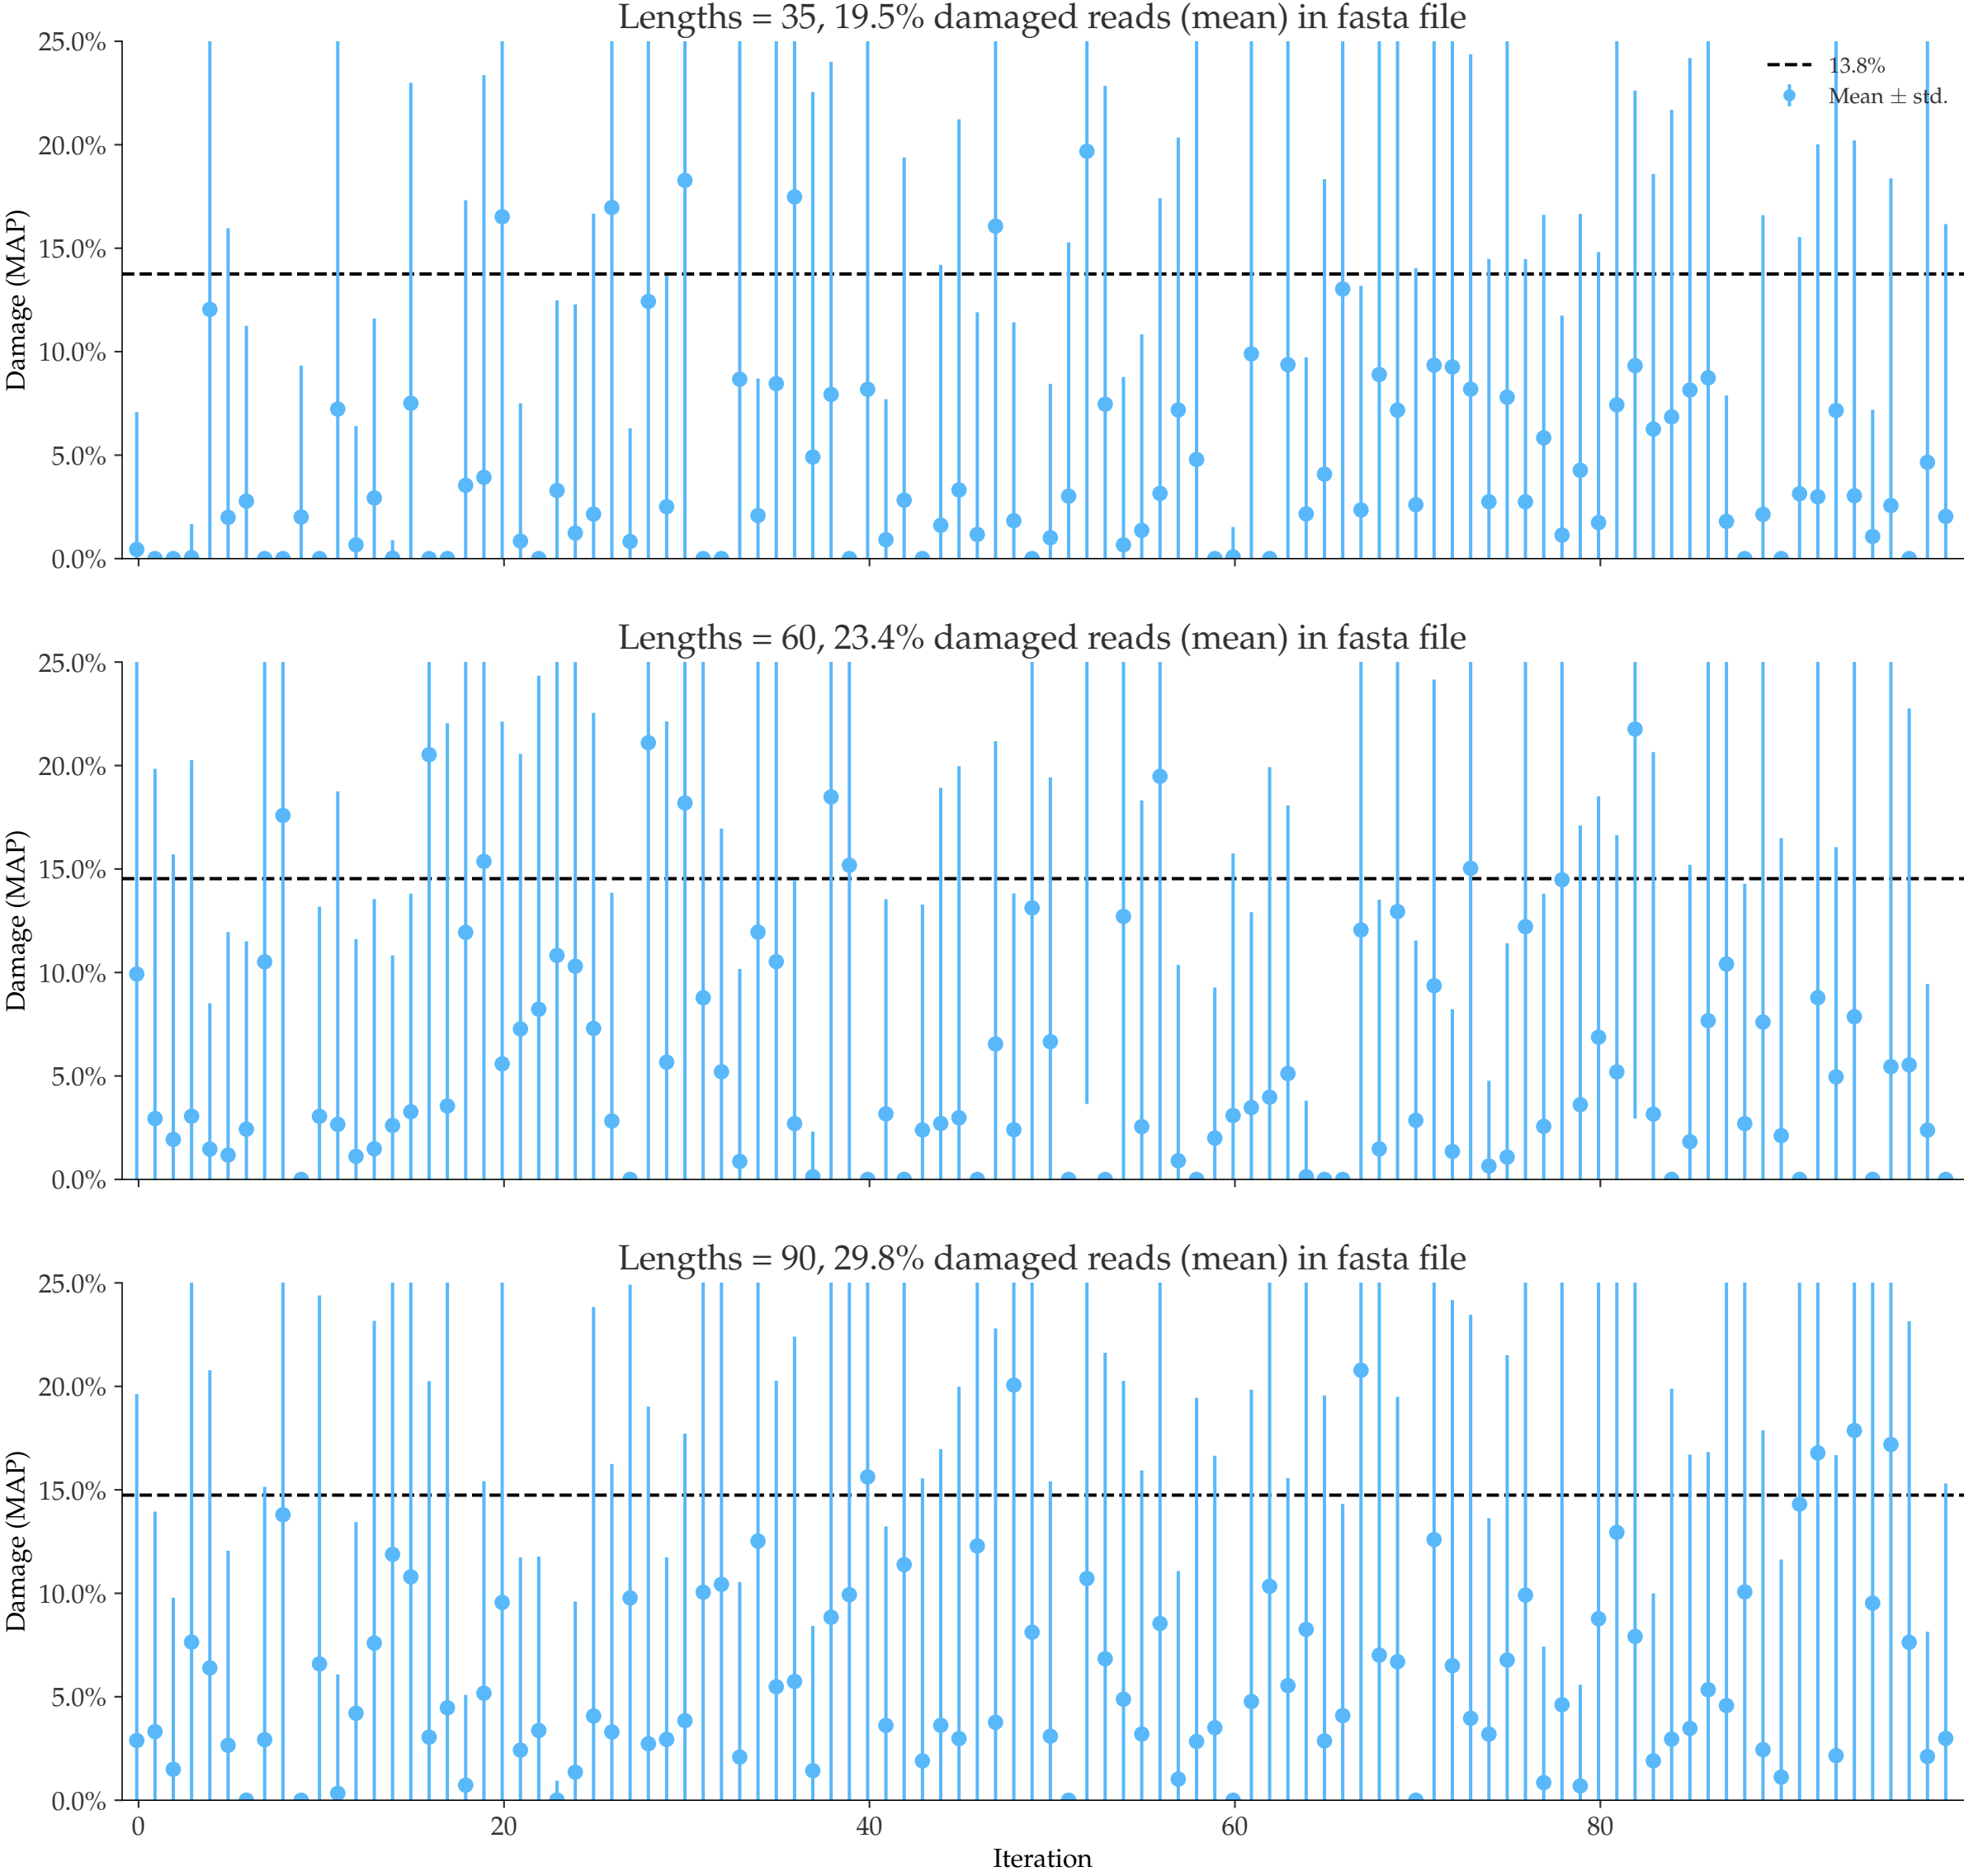 Lengths = 35, 19.5% damaged reads (mean) in fasta file
25.0%
20.0%
15.0%
10.0%
5.0%
0.0%
Damage (MAP)
13.8%
Mean ± std.
Lengths = 60, 23.4% damaged reads (mean) in fasta file
25.0%
20.0%
15.0%
10.0%
5.0%
0.0%
Damage (MAP)
Lengths = 90, 29.8% damaged reads (mean) in fasta file
25.0%
20.0%
15.0%
10.0%
5.0%
0.0%
Damage (MAP)
0 20 40 60 80
Iteration